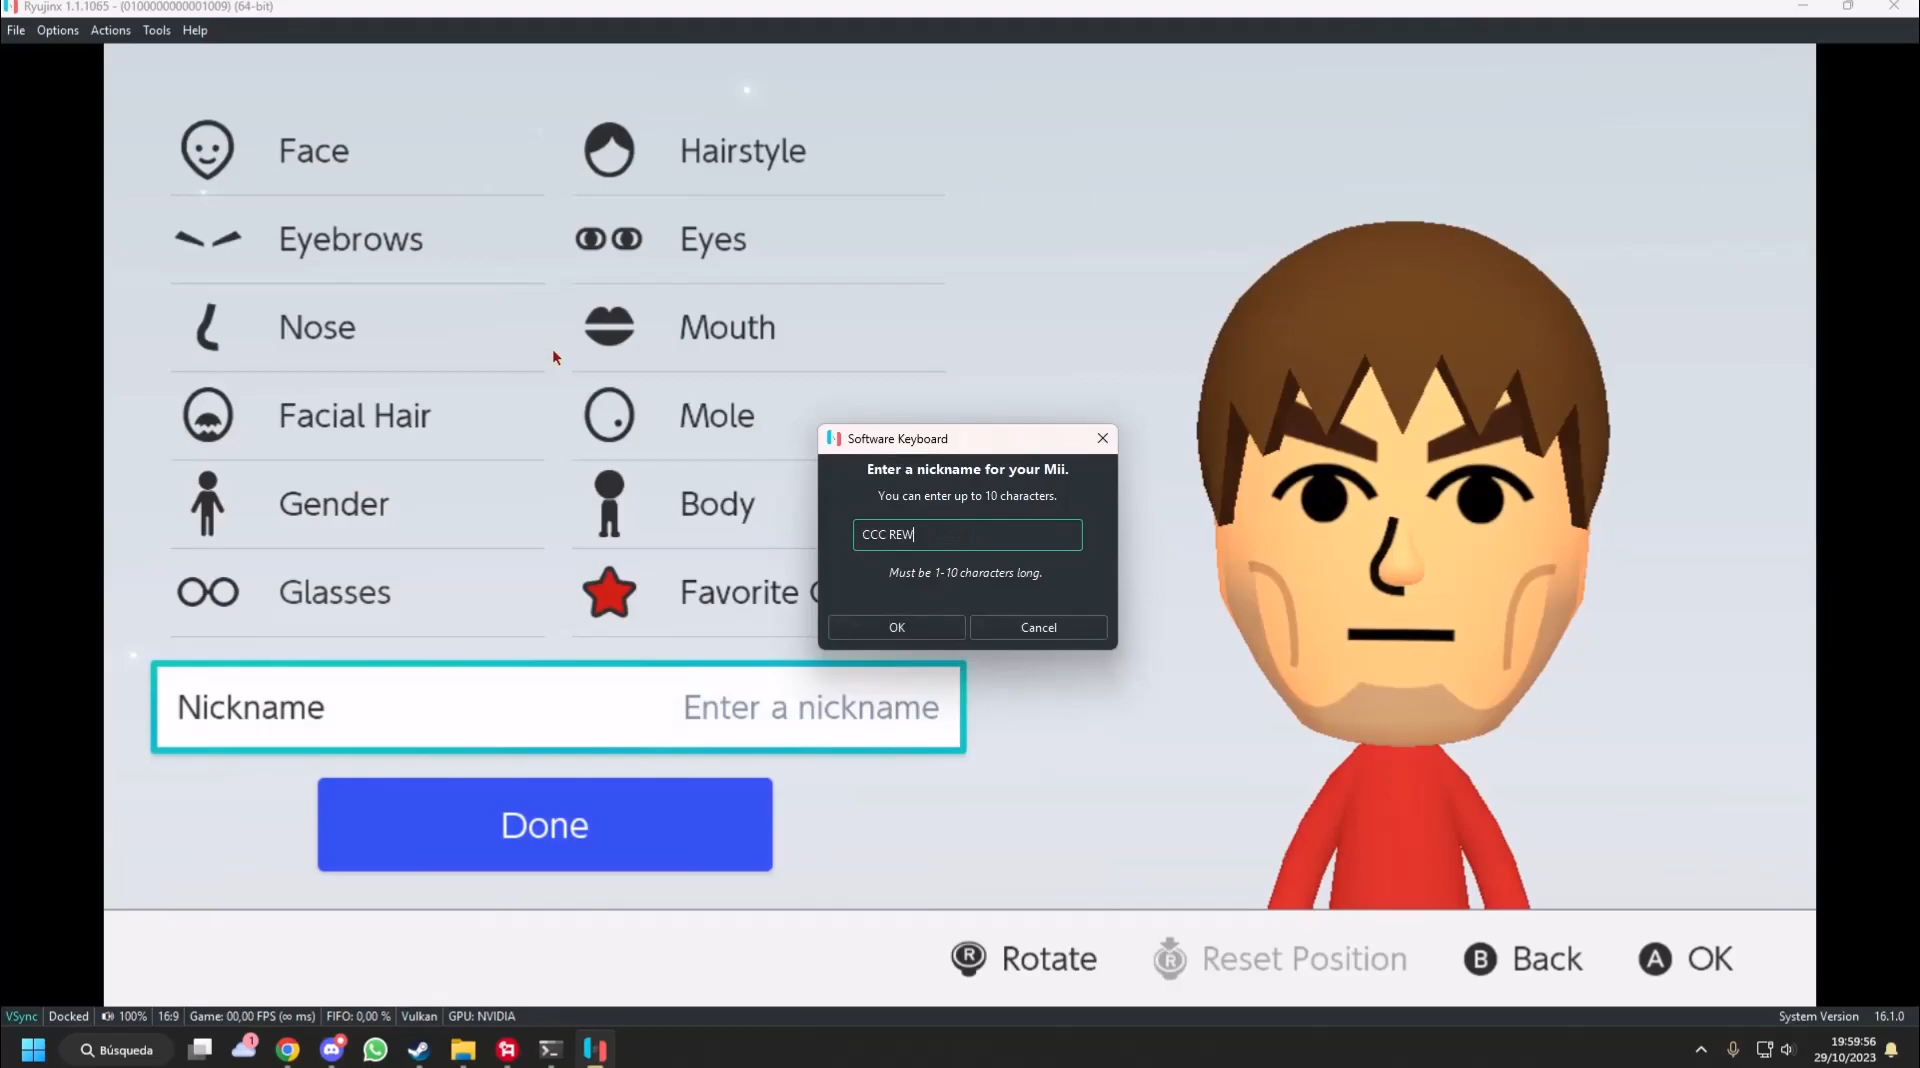 Ryujinx 1.1.1065 - (0100000000001009) (64-bit)
File Options Actions Tools Help
Face
Hairstyle
Eyebrows
Eyes
Nose
Mouth
Facial Hair
Mole
Gender
Body
Glasses
Favorite
Software Keyboard
Enter a nickname for your Mii.
You can enter up to 10 characters.
CCC REW
Must be 1-10 characters long.
OK
Cancel
Nickname
Enter a nickname
Done
R Rotate
R Reset Position
B Back
A OK
VSync Docked 100% 16:9 Game: 00,00 FPS (∞ ms) FIFO: 0,00 % Vulkan GPU: NVIDIA
System Version 16.1.0
Búsqueda
1
19:59:56
29/10/2023